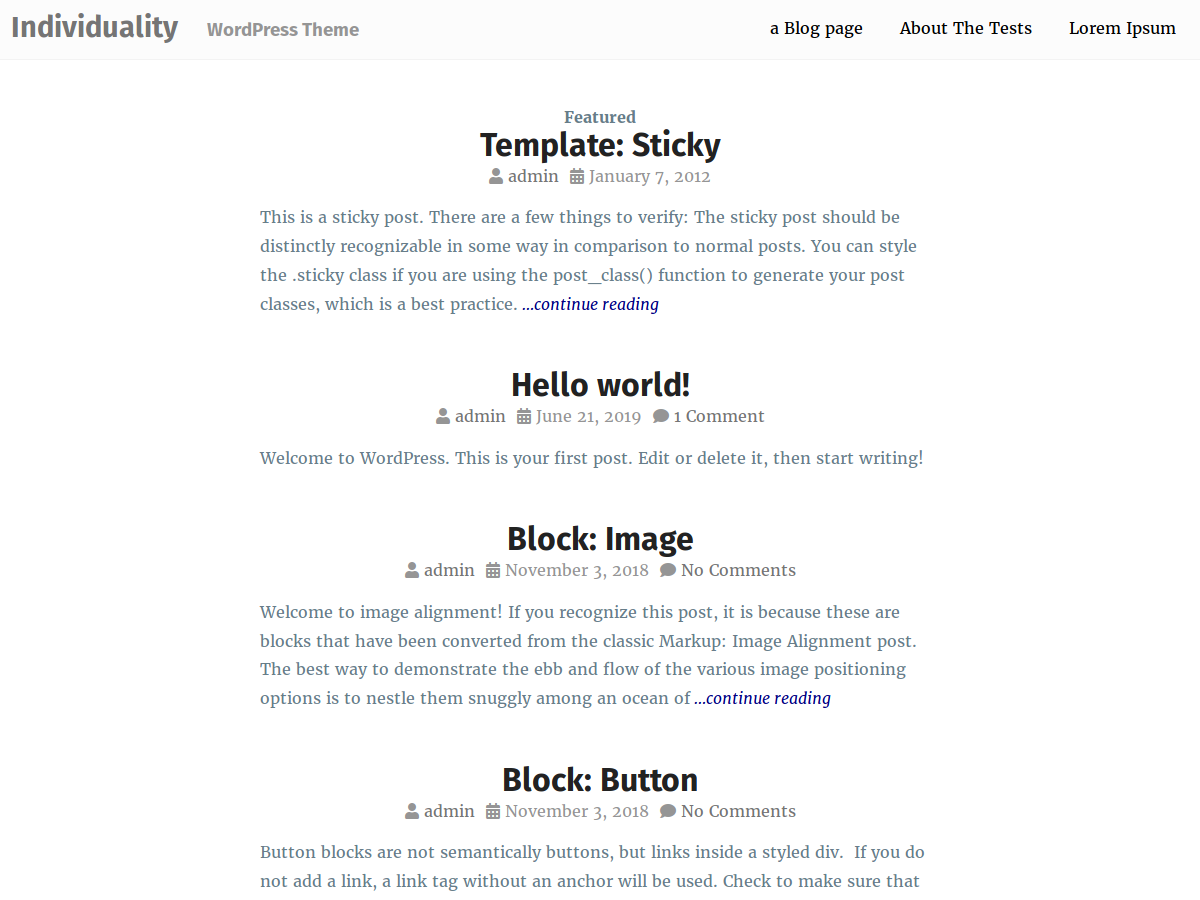 Individuality WordPress Theme a Blog page About The Tests Lorem Ipsum
Featured
Template: Sticky
admin January 7, 2012
This is a sticky post. There are a few things to verify: The sticky post should be
distinctly recognizable in some way in comparison to normal posts. You can style
the .sticky class if you are using the post_class() function to generate your post
classes, which is a best practice. ...continue reading
Hello world!
admin June 21, 2019 1 Comment
Welcome to WordPress. This is your first post. Edit or delete it, then start writing!
Block: Image
admin November 3, 2018 No Comments
Welcome to image alignment! If you recognize this post, it is because these are
blocks that have been converted from the classic Markup: Image Alignment post.
The best way to demonstrate the ebb and flow of the various image positioning
options is to nestle them snuggly among an ocean of ...continue reading
Block: Button
admin November 3, 2018 No Comments
Button blocks are not semantically buttons, but links inside a styled div.  If you do
not add a link, a link tag without an anchor will be used. Check to make sure that